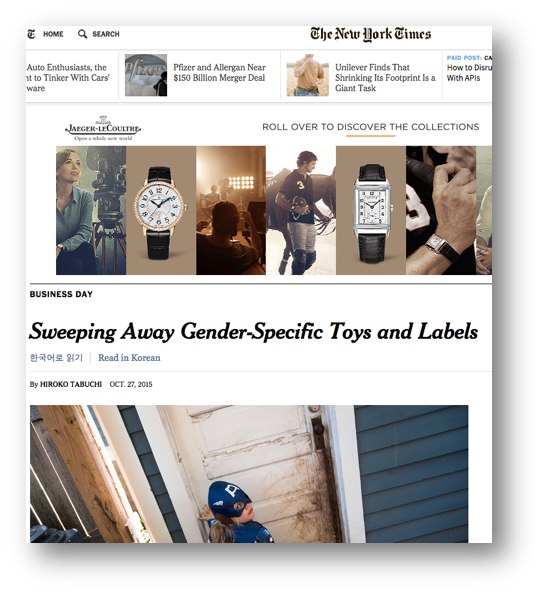 HOME
SEARCH
The New York Times
Auto Enthusiasts, the
to Tinker With Cars'
ware
Pfizer and Allergan Near
$150 Billion Merger Deal
Unilever Finds That
Shrinking Its Footprint Is a
Giant Task
PAID POST: CA
How to Disru
With APIs
JAEGER-LECOULTRE
Open a whole new world
ROLL OVER TO DISCOVER THE COLLECTIONS
3
BUSINESS DAY
Sweeping Away Gender-Specific Toys and Labels
한국어로 읽기 Read in Korean
By HIROKO TABUCHI OCT. 27, 2015